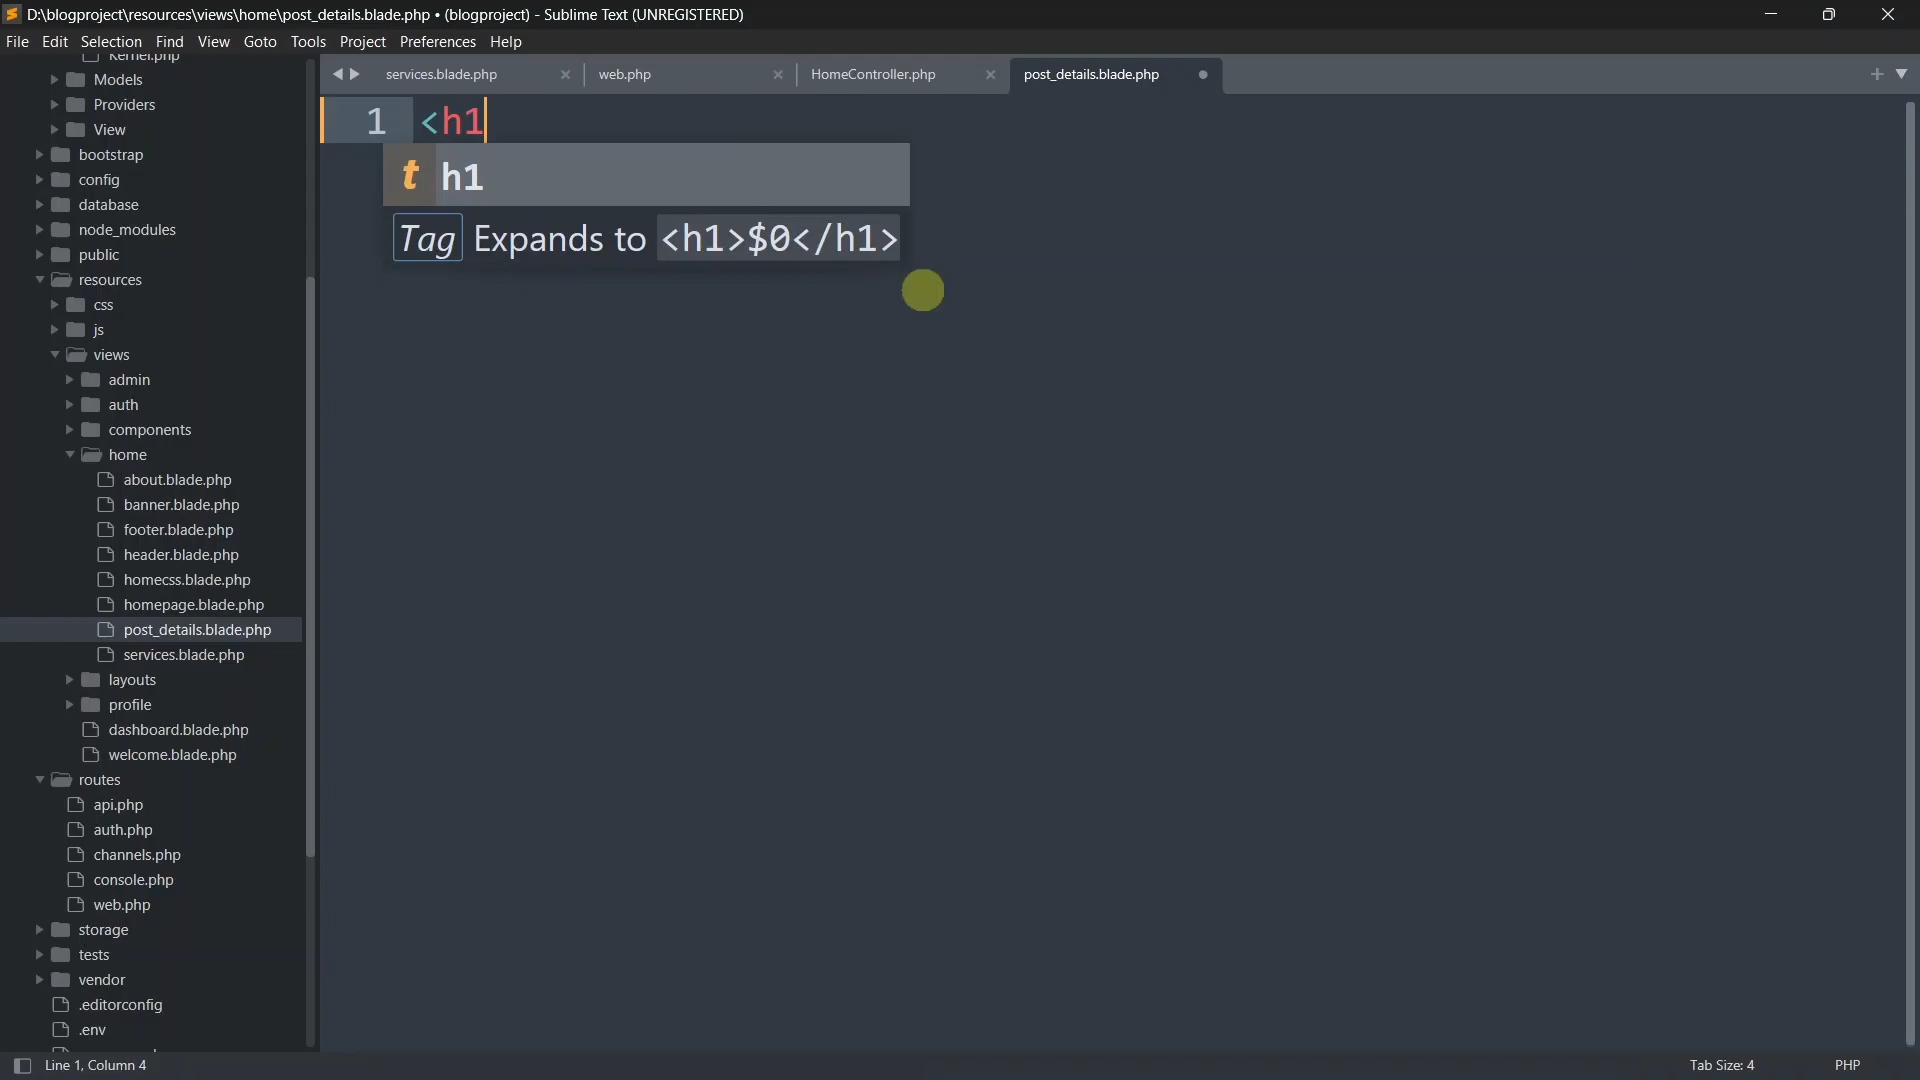 D:\blogproject\resources\views\home\post_details.blade.php • (blogproject) - Sublime Text (UNREGISTERED)
File Edit Selection Find View Goto Tools Project Preferences Help
services.blade.php
web.php
HomeController.php
post_details.blade.php
Kernel.php
Models
Providers
View
bootstrap
config
database
node_modules
public
resources
css
js
views
admin
auth
components
home
about.blade.php
banner.blade.php
footer.blade.php
header.blade.php
homecss.blade.php
homepage.blade.php
post_details.blade.php
services.blade.php
layouts
profile
dashboard.blade.php
welcome.blade.php
routes
api.php
auth.php
channels.php
console.php
web.php
storage
tests
vendor
.editorconfig
.env
1 <h1
t h1
Tag Expands to <h1>$0</h1>
Line 1, Column 4
Tab Size: 4
PHP